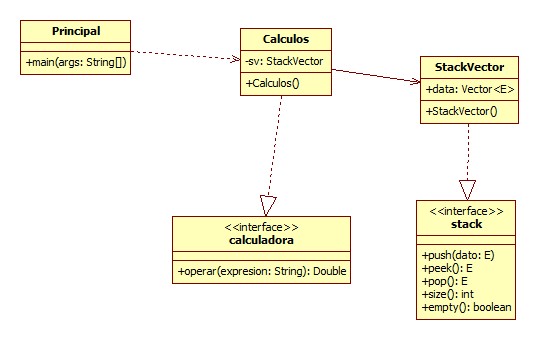 Principal
+main(args: String[])
Calculos
-sv: StackVector
+Calculos()
StackVector
+data: Vector<E>
+StackVector()
<<interface>>
calculadora
+operar(expresion: String): Double
<<interface>>
stack
+push(dato: E)
+peek(): E
+pop(): E
+size(): int
+empty(): boolean